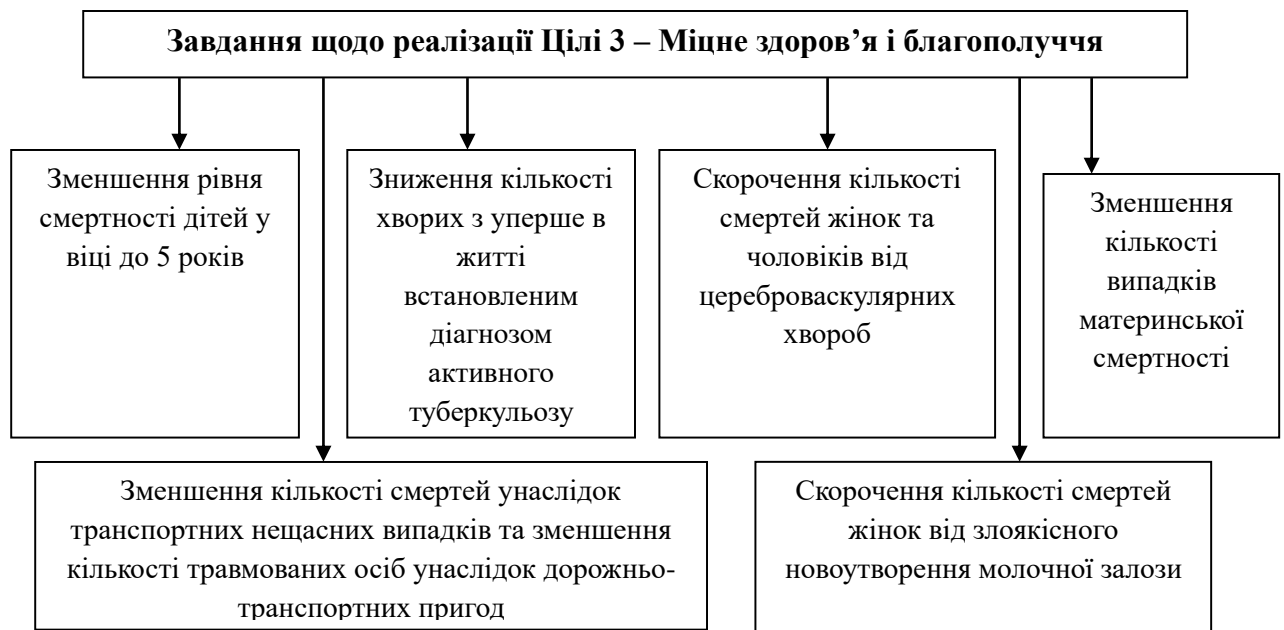 Завдання щодо реалізації Цілі 3 – Міцне здоров’я і благополуччя
Зменшення рівня
смертності дітей у
віці до 5 років
Зниження кількості
хворих з уперше в
житті
встановленим
діагнозом
активного
туберкульозу
Скорочення кількості
смертей жінок та
чоловіків від
цереброваскулярних
хвороб
Зменшення
кількості
випадків
материнської
смертності
Зменшення кількості смертей унаслідок
транспортних нещасних випадків та зменшення
кількості травмованих осіб унаслідок дорожньо-
транспортних пригод
Скорочення кількості смертей
жінок від злоякісного
новоутворення молочної залози